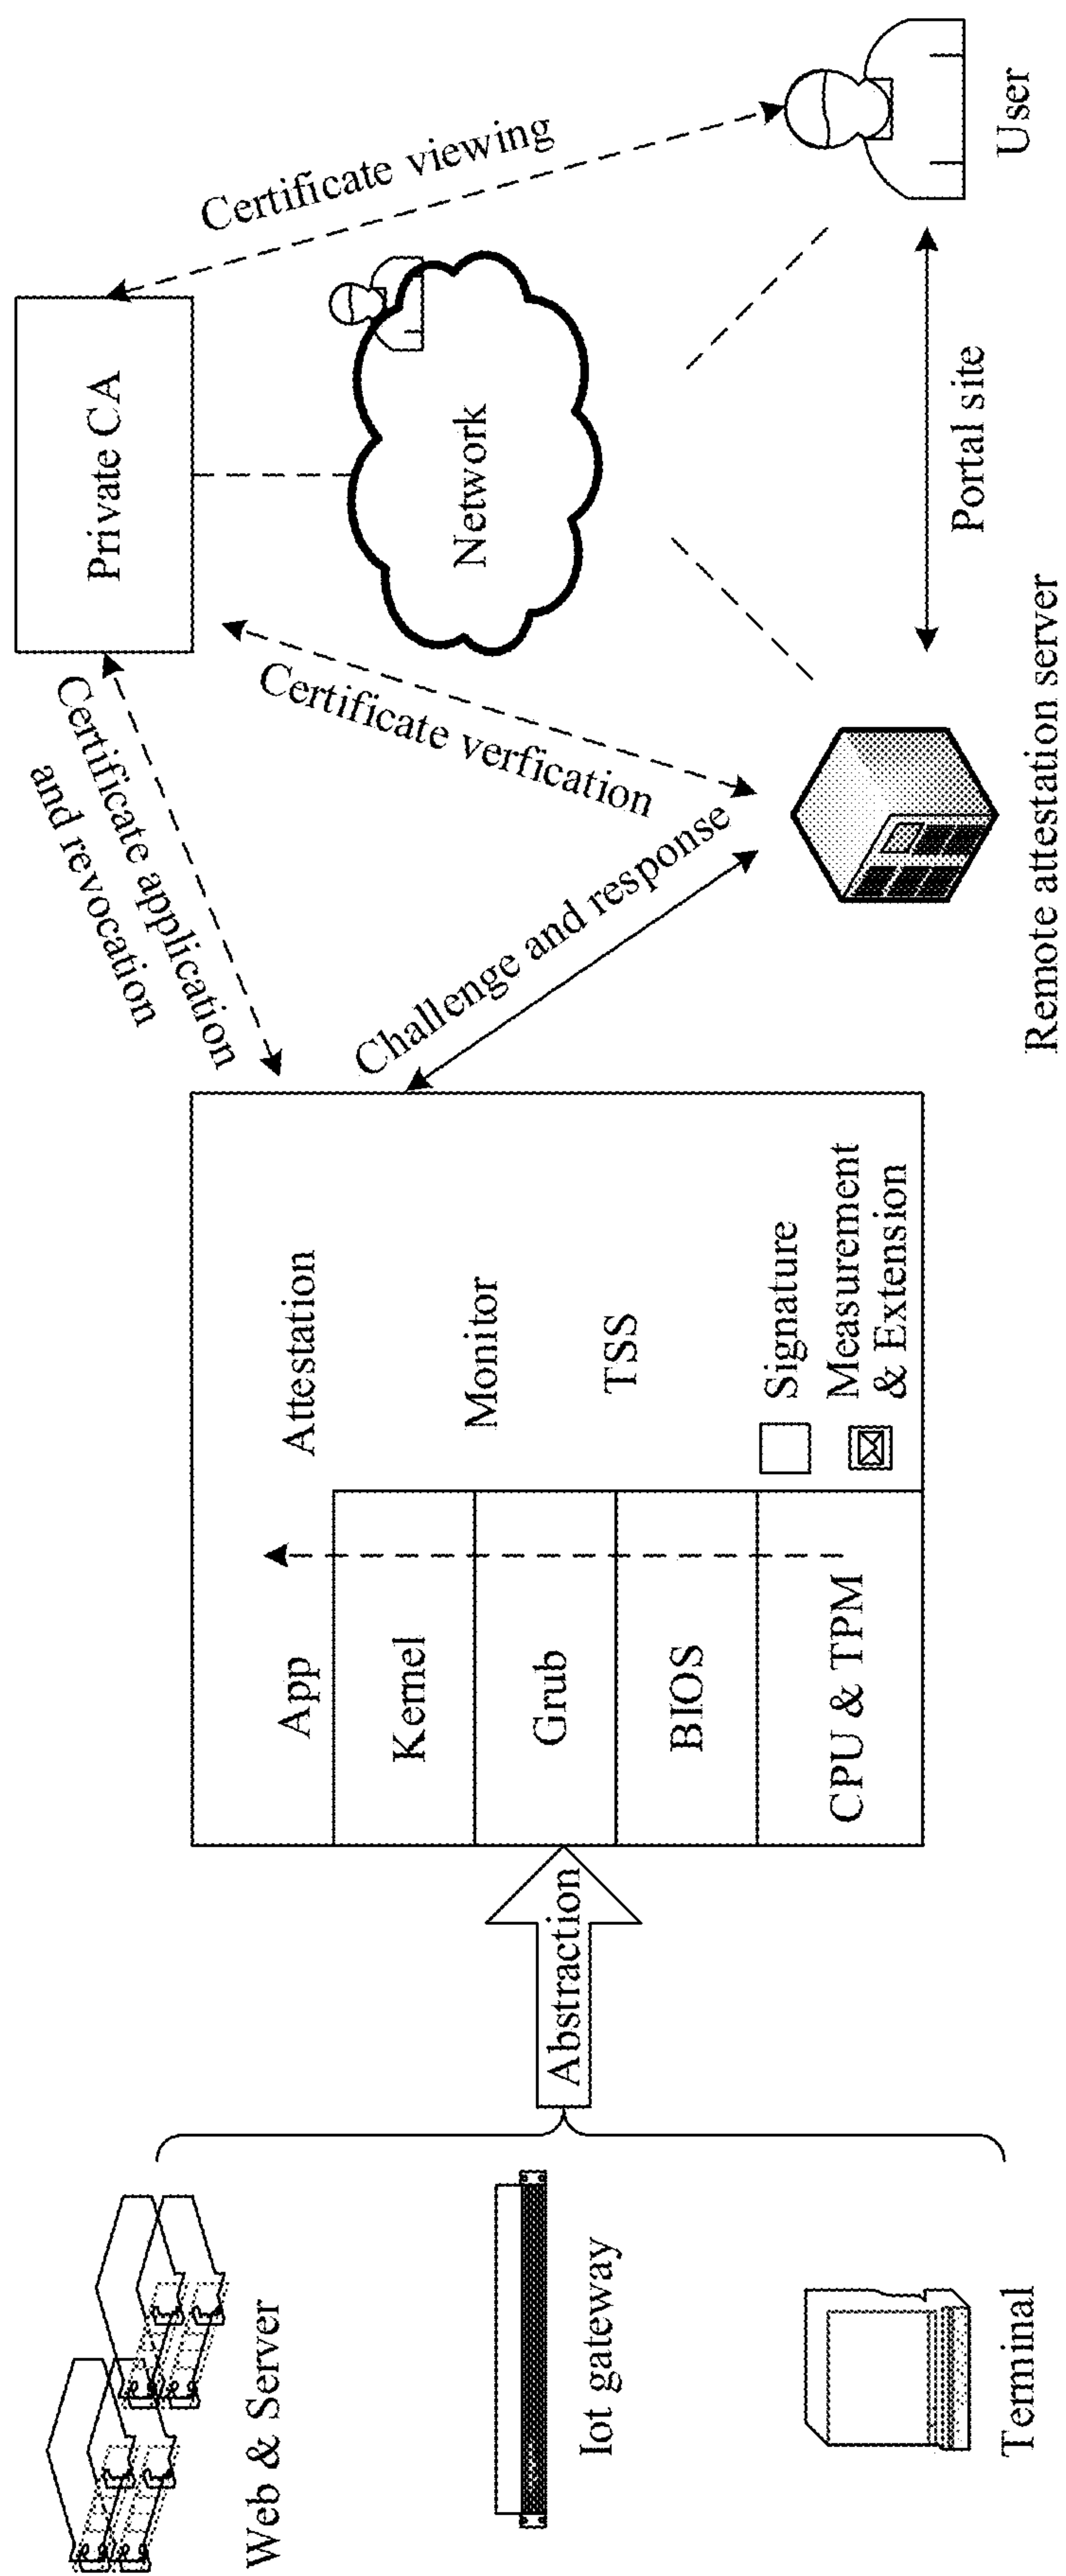 Web & Server
Iot gateway
Terminal
Abstraction
App
Kernel
Grub
BIOS
CPU & TPM
Attestation
Monitor
TSS
Signature
Measurement
& Extension
Certificate application
and revocation
Challenge and response
Private CA
Certificate verfication
Network
Certificate viewing
Remote attestation server
Portal site
User